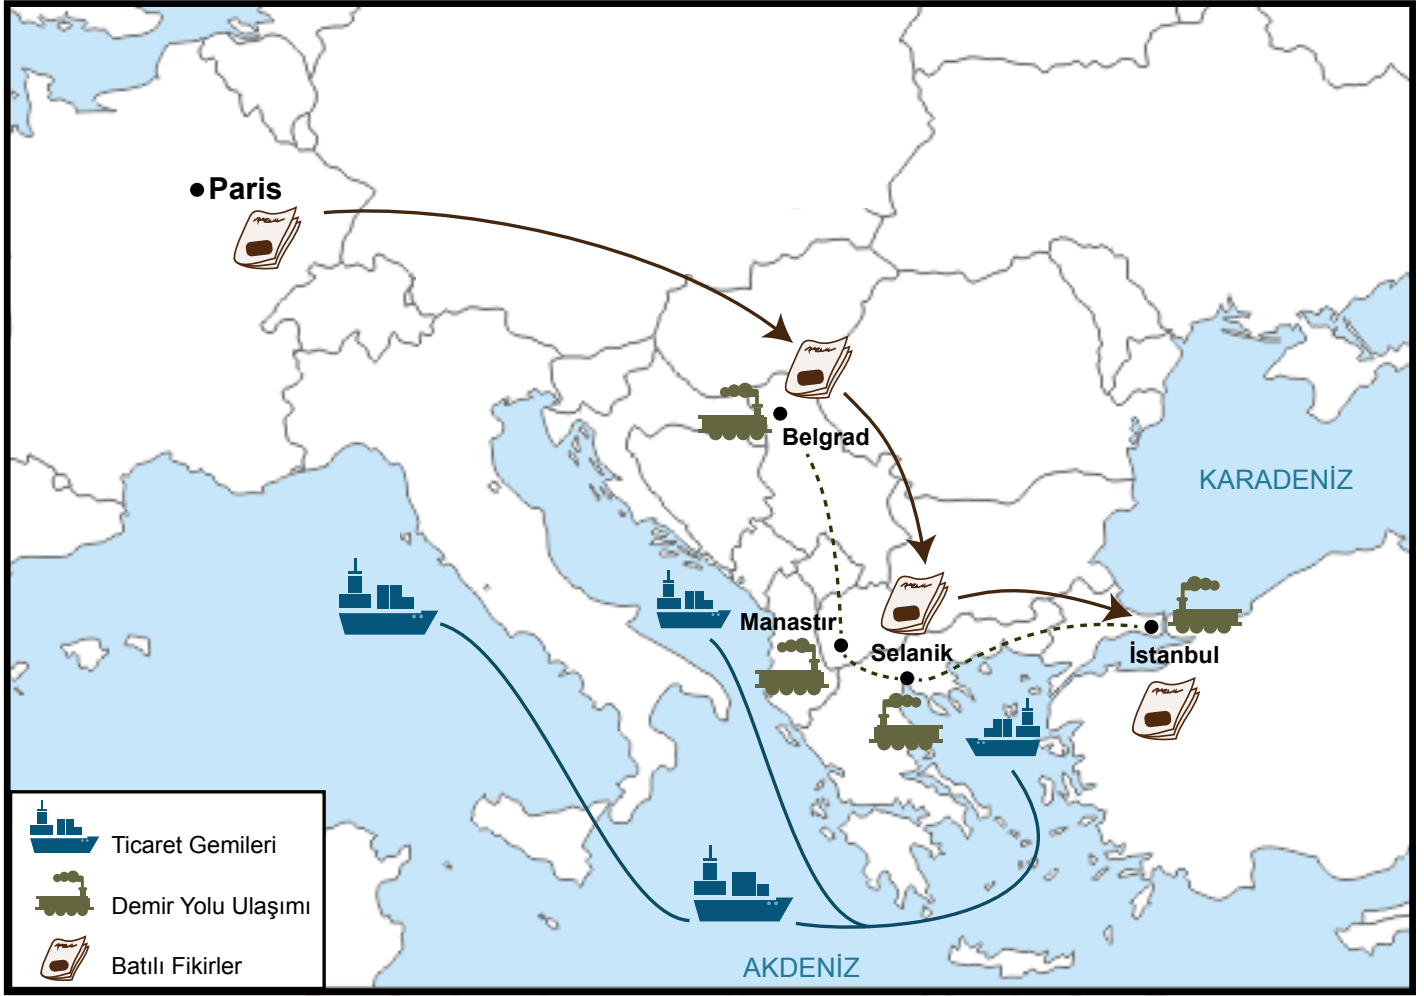 Paris
Belgrad
KARADENİZ
Manastır
Selanik
İstanbul
Ticaret Gemileri
Demir Yolu Ulaşımı
Batılı Fikirler
AKDENİZ